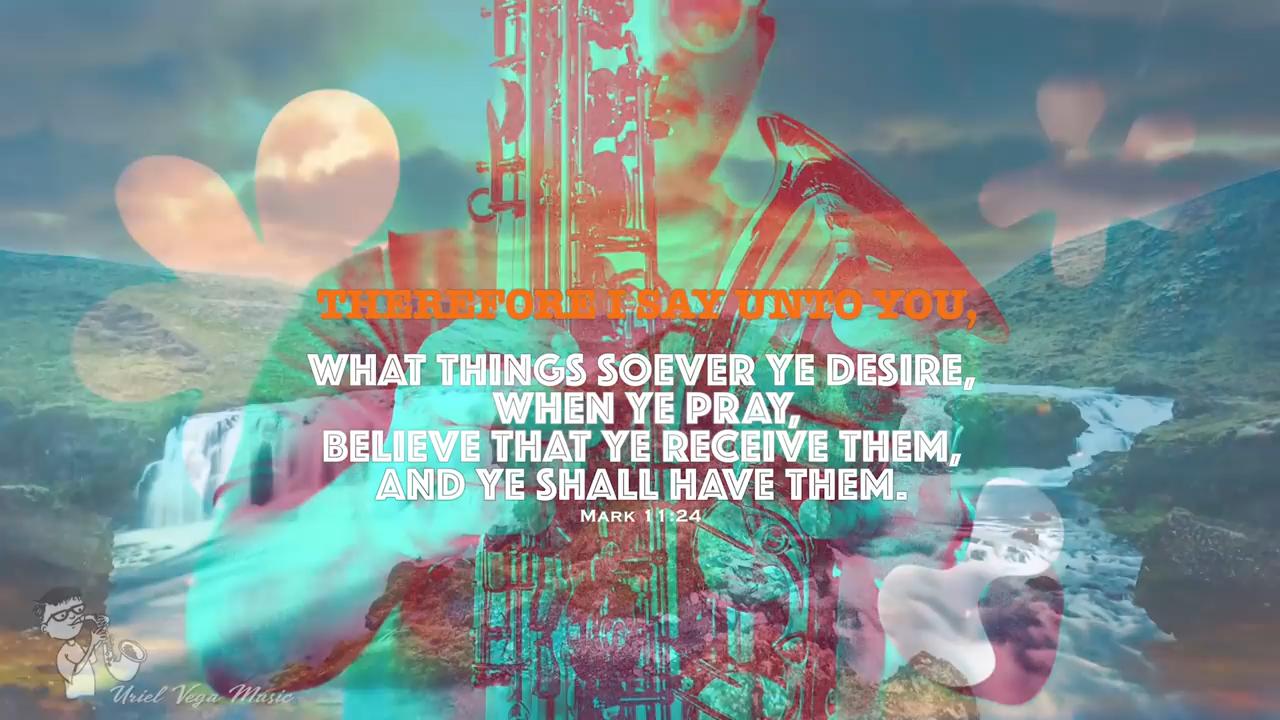 THEREFORE I SAY UNTO YOU,
WHAT THINGS SOEVER YE DESIRE,
WHEN YE PRAY,
BELIEVE THAT YE RECEIVE THEM,
AND YE SHALL HAVE THEM.
Mark 11:24
Uriel Vega Music